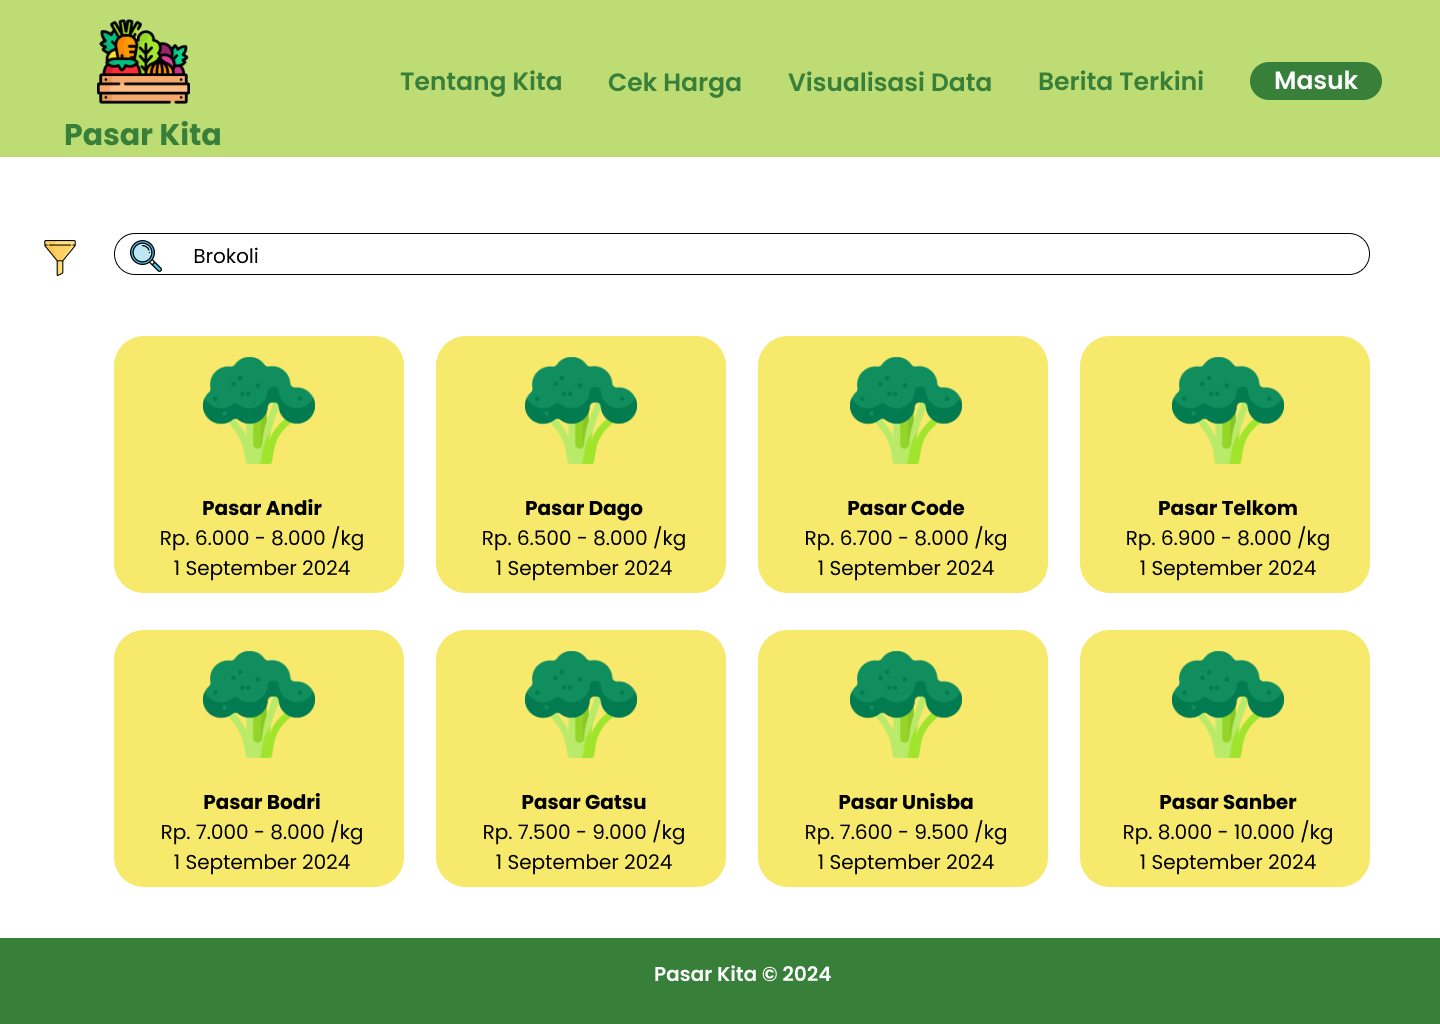 Pasar Kita
Tentang Kita
Cek Harga
Visualisasi Data
Berita Terkini
Masuk
Brokoli
Pasar Andir
Rp. 6.000 - 8.000 /kg
1 September 2024
Pasar Dago
Rp. 6.500 - 8.000 /kg
1 September 2024
Pasar Code
Rp. 6.700 - 8.000 /kg
1 September 2024
Pasar Telkom
Rp. 6.900 - 8.000 /kg
1 September 2024
Pasar Bodri
Rp. 7.000 - 8.000 /kg
1 September 2024
Pasar Gatsu
Rp. 7.500 - 9.000 /kg
1 September 2024
Pasar Unisba
Rp. 7.600 - 9.500 /kg
1 September 2024
Pasar Sanber
Rp. 8.000 - 10.000 /kg
1 September 2024
Pasar Kita © 2024